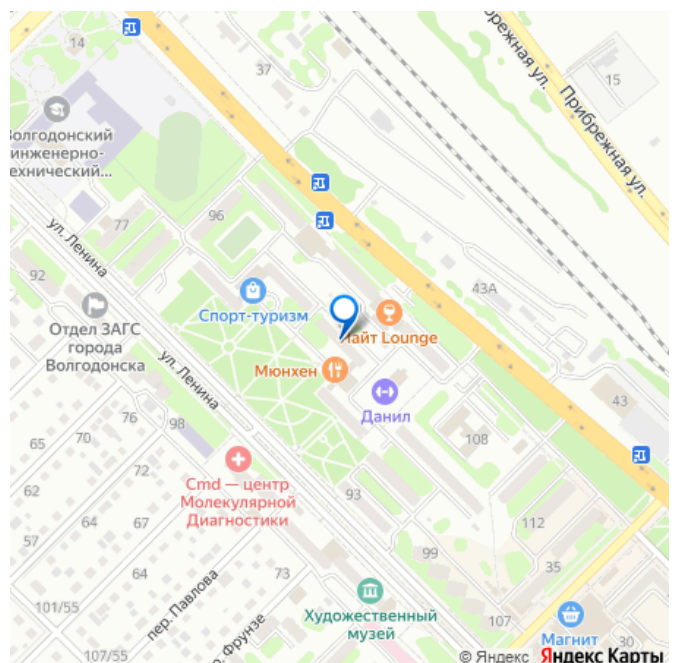 14
37
Прибрежная ул.
15
Прибрежная ул.
Волгодонский
инженерно-
технический...
77
96
ул. Ленина
92
43А
Спорт-туризм
Лайт Lounge
Отдел ЗАГС
города
Волгодонска
ул. Ленина
Мюнхен
Данил
43
76
98
65
70
108
72
Cmd — центр
Молекулярной
Диагностики
62
64
67
93
112
57
99
35
64
73
101/55
пер. Павлова
Художественный
музей
107
Магнит
30
107/55
р. Фрунзе
© Яндекс Яндекс Карты